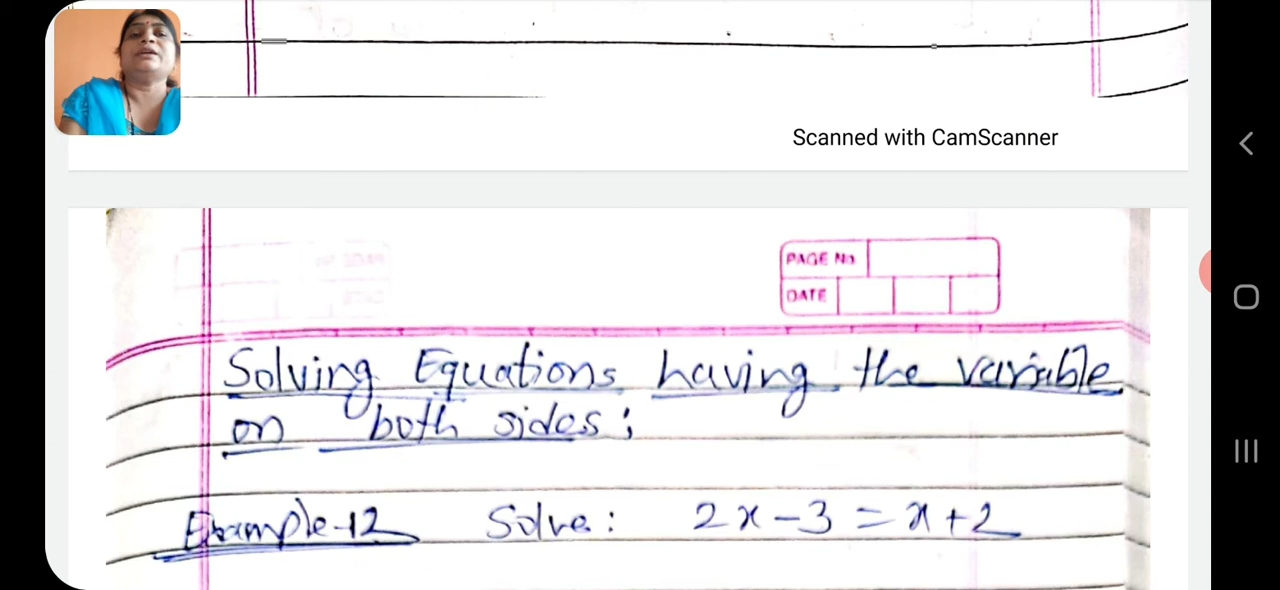 Scanned with CamScanner
PAGE No.
DATE
Solving Equations having the variable
on both sides;
Example-12 Solve: 2x-3=x+2